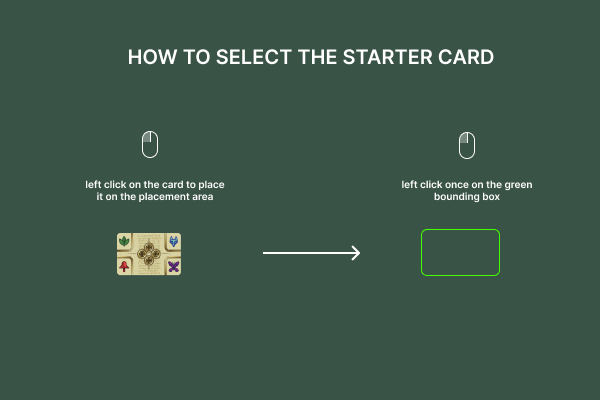 HOW TO SELECT THE STARTER CARD
left click on the card to place
it on the placement area
left click once on the green
bounding box